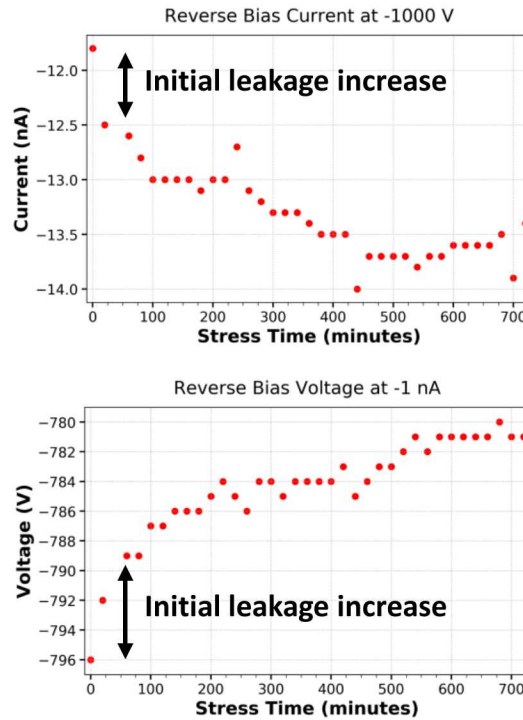 Reverse Bias Current at -1000 V
Initial leakage increase
Current (nA)
−12.0
−12.5
−13.0
−13.5
−14.0
0 100 200 300 400 500 600 700
Stress Time (minutes)
Reverse Bias Voltage at -1 nA
Voltage (V)
−780
−782
−784
−786
−788
−790
−792
−794
−796
Initial leakage increase
0 100 200 300 400 500 600 700
Stress Time (minutes)